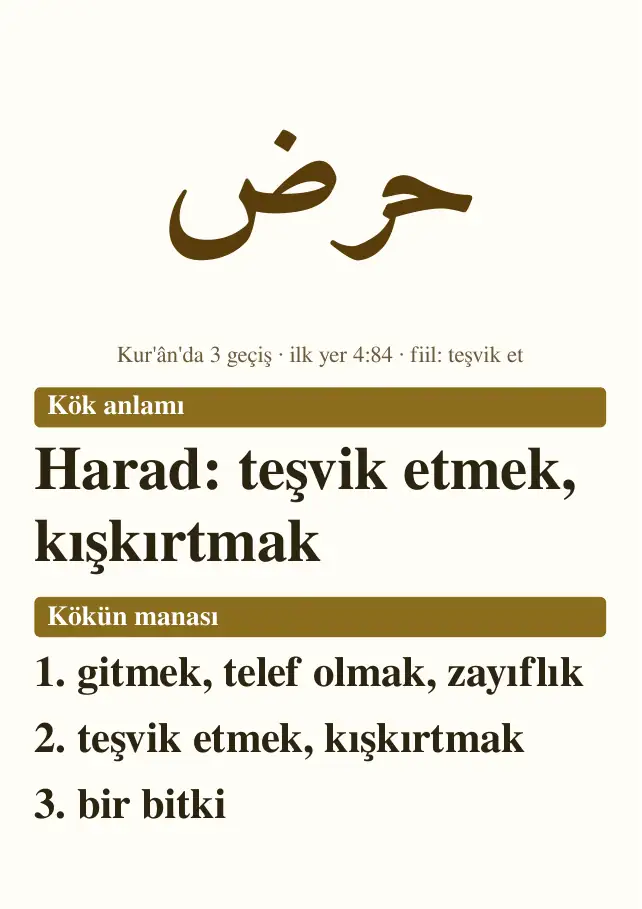 حرض
Kur'ân'da 3 geçiş · ilk yer 4:84 · fiil: teşvik et
Kök anlamı
Harad: teşvik etmek,
kışkırtmak
Kökün manası
1. gitmek, telef olmak, zayıflık
2. teşvik etmek, kışkırtmak
3. bir bitki